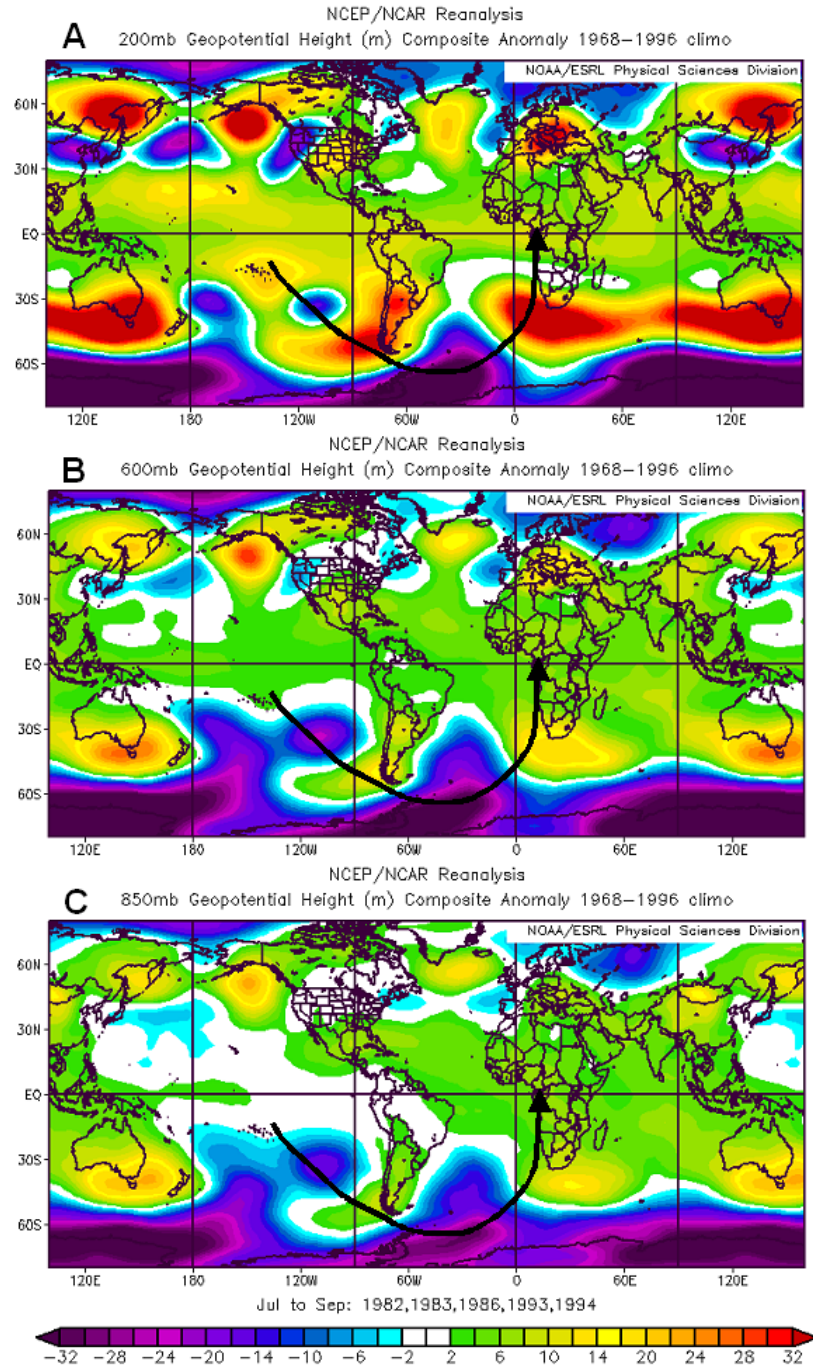 NCEP/NCAR Reanalysis
A
200mb Geopotential Height (m) Composite Anomaly 1968-1996 climo
NOAA/ESRL Physical Sciences Division
60N
30N
EQ
30S
60S
120E 180 120W 60W 0 60E 120E
NCEP/NCAR Reanalysis
B
600mb Geopotential Height (m) Composite Anomaly 1968-1996 climo
NOAA/ESRL Physical Sciences Division
60N
30N
EQ
30S
60S
120E 180 120W 60W 0 60E 120E
NCEP/NCAR Reanalysis
C
850mb Geopotential Height (m) Composite Anomaly 1968-1996 climo
NOAA/ESRL Physical Sciences Division
60N
30N
EQ
30S
60S
120E 180 120W 60W 0 60E 120E
Jul to Sep: 1982,1983,1986,1993,1994
-32 -28 -24 -20 -14 -10 -6 -2 2 6 10 14 20 24 28 32